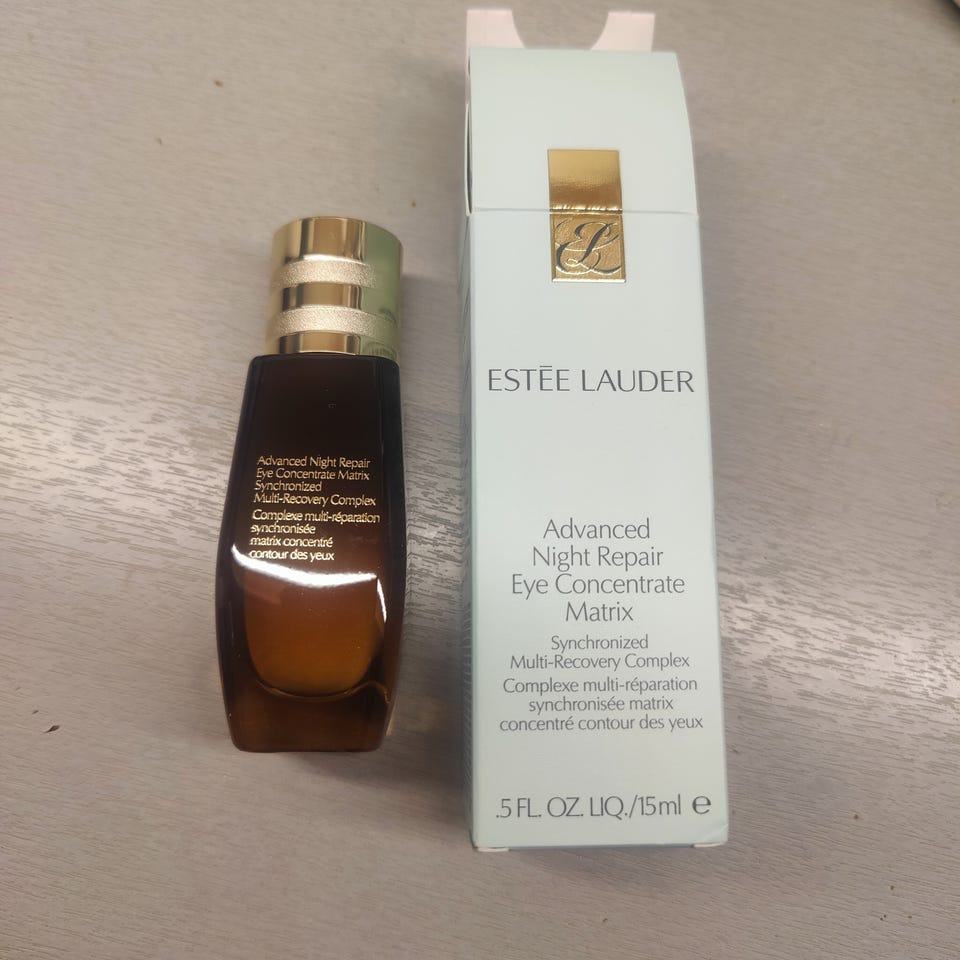 Advanced Night Repair
Eye Concentrate Matrix
Synchronized
Multi-Recovery Complex
Complexe multi-réparation
synchronisée
matrix concentré
contour des yeux
EL
ESTĒE LAUDER
Advanced
Night Repair
Eye Concentrate
Matrix
Synchronized
Multi-Recovery Complex
Complexe multi-réparation
synchronisée matrix
concentré contour des yeux
.5 FL. OZ. LIQ./15ml ℮